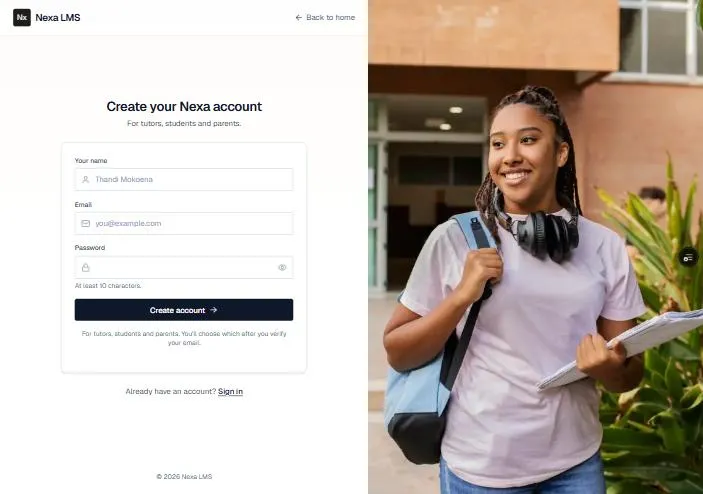 Nx Nexa LMS
← Back to home
Create your Nexa account
For tutors, students and parents.
Your name
Thandi Mokoena
Email
you@example.com
Password
At least 10 characters.
Create account →
For tutors, students and parents. You'll choose which after you verify
your email.
Already have an account? Sign in
© 2026 Nexa LMS